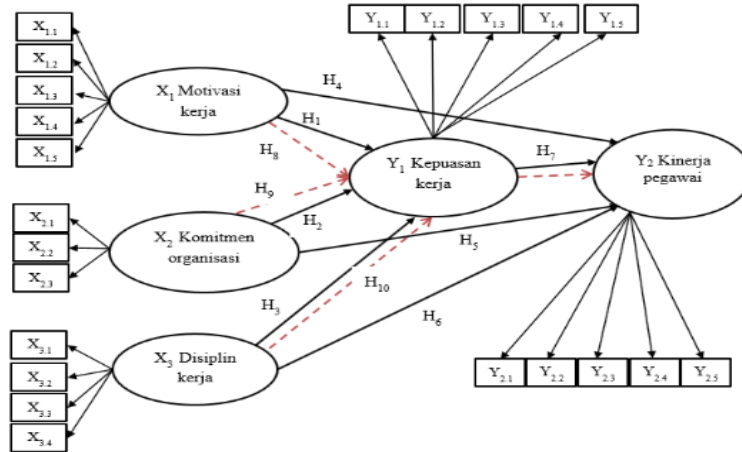 X1.1
X1.2
X1.3
X1.4
X1.5
X1 Motivasi
kerja
Y1.1
Y1.2
Y1.3
Y1.4
Y1.5
H4
H1
H8
Y1 Kepuasan
kerja
H7
Y2 Kinerja
pegawai
H9
H2
X2.1
X2.2
X2.3
X2 Komitmen
organisasi
H5
H10
H3
H6
X3.1
X3.2
X3.3
X3.4
X3 Disiplin
kerja
Y2.1
Y2.2
Y2.3
Y2.4
Y2.5